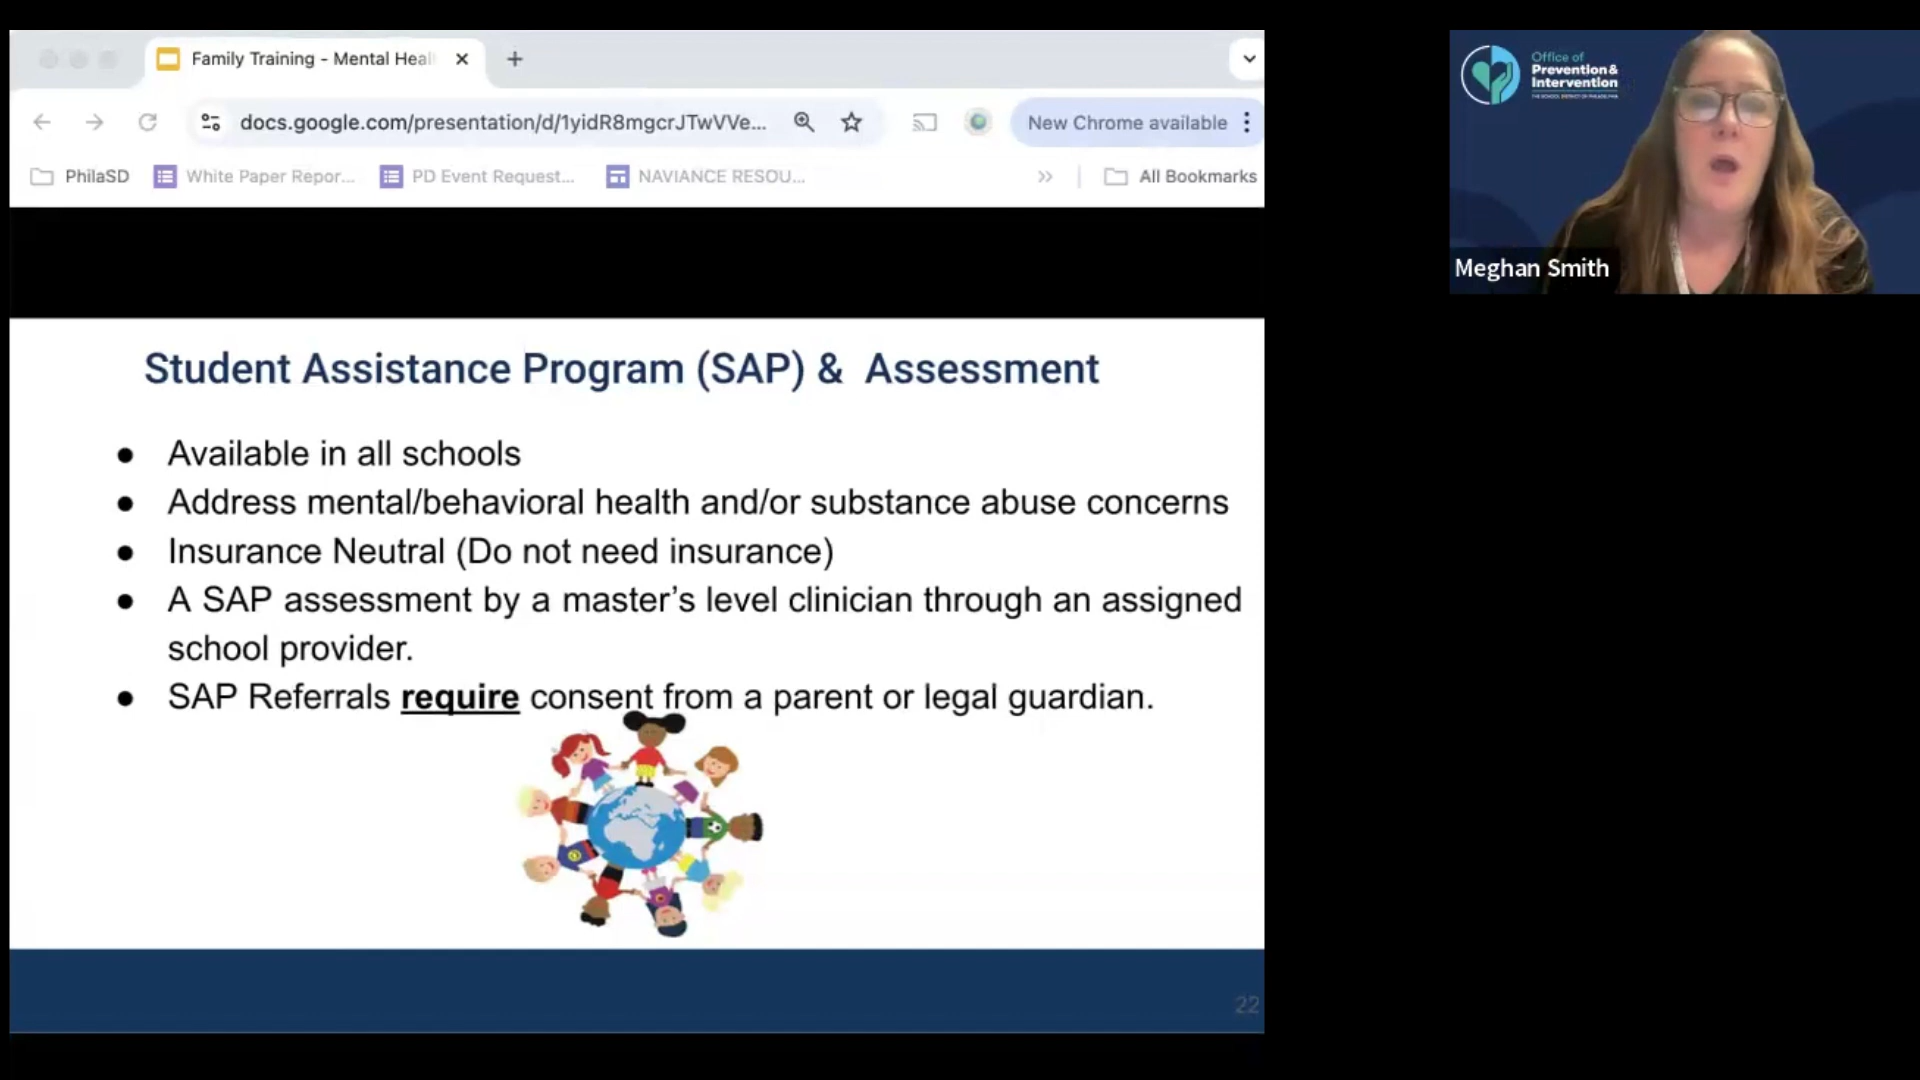 Family Training - Mental Heal
docs.google.com/presentation/d/1yidR8mgcrJTwVVe...
New Chrome available
PhilaSD
White Paper Repor...
PD Event Request...
NAVIANCE RESOU...
All Bookmarks
Office of
Prevention &
Intervention
THE SCHOOL DISTRICT OF PHILADELPHIA
Meghan Smith
Student Assistance Program (SAP) & Assessment
● Available in all schools
● Address mental/behavioral health and/or substance abuse concerns
● Insurance Neutral (Do not need insurance)
● A SAP assessment by a master’s level clinician through an assigned
school provider.
● SAP Referrals require consent from a parent or legal guardian.
22